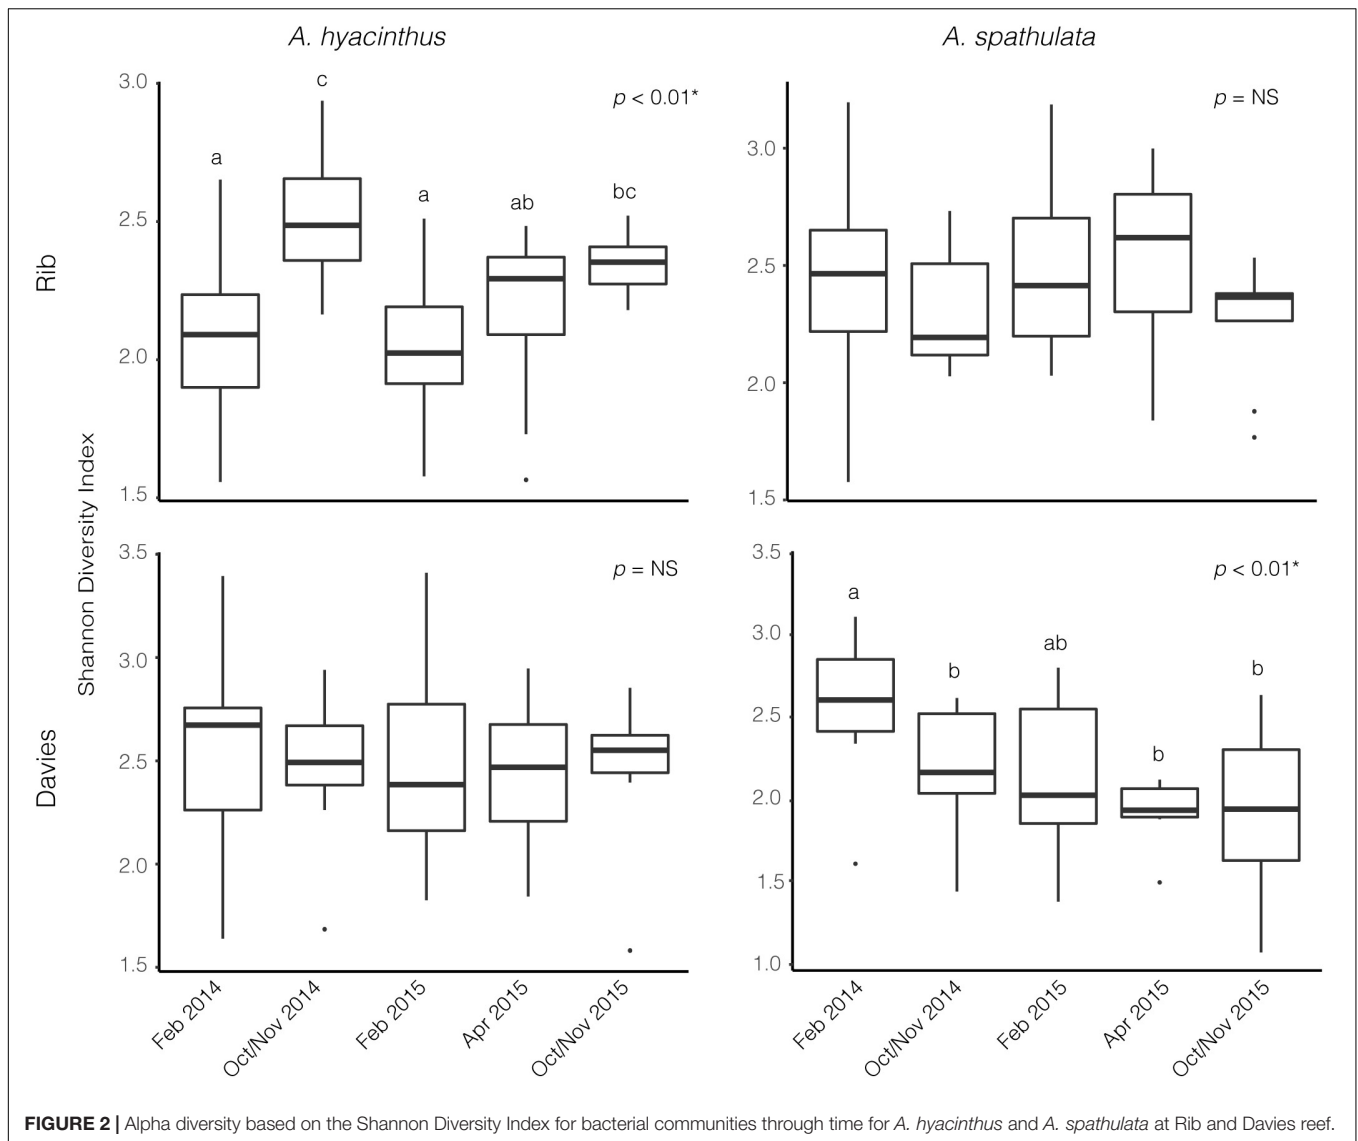 A. hyacinthus
A. spathulata
Rib
Davies
Shannon Diversity Index
3.0
2.5
2.0
1.5
a
c
a
ab
bc
p < 0.01*
3.0
2.5
2.0
1.5
p = NS
3.5
3.0
2.5
2.0
1.5
p = NS
Feb 2014
Oct/Nov 2014
Feb 2015
Apr 2015
Oct/Nov 2015
3.5
3.0
2.5
2.0
1.5
1.0
a
b
ab
b
b
p < 0.01*
Feb 2014
Oct/Nov 2014
Feb 2015
Apr 2015
Oct/Nov 2015
FIGURE 2 | Alpha diversity based on the Shannon Diversity Index for bacterial communities through time for A. hyacinthus and A. spathulata at Rib and Davies reef.